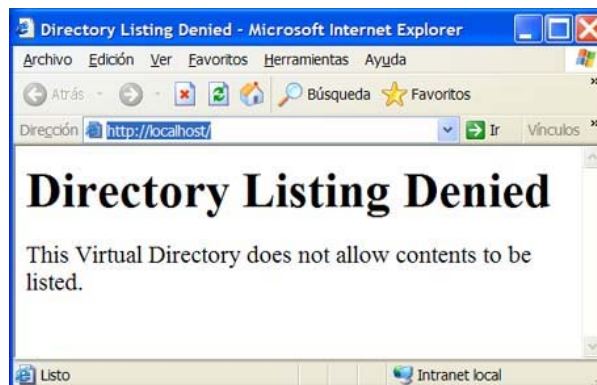 Directory Listing Denied - Microsoft Internet Explorer
Archivo Edición Ver Favoritos Herramientas Ayuda
Atrás Búsqueda Favoritos »
Dirección http://localhost/ Ir Vínculos »
Directory Listing Denied
This Virtual Directory does not allow contents to be
listed.
Listo Intranet local